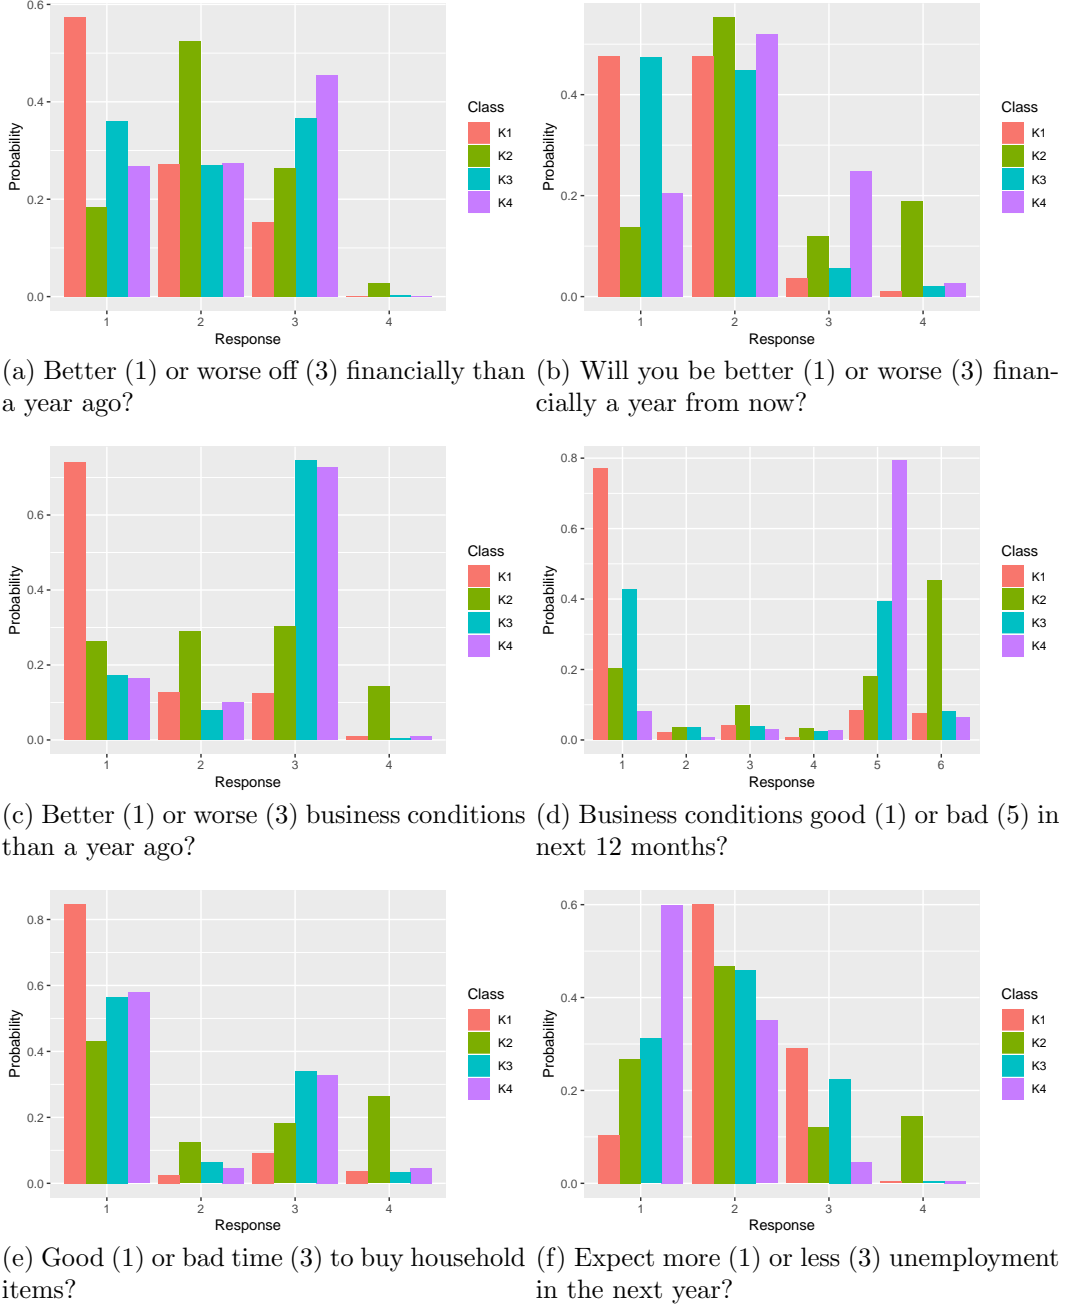 0.6
0.4
0.2
0.0
Probability
1 2 3 4
Response
Class
K1
K2
K3
K4
(a) Better (1) or worse off (3) financially than
a year ago?
0.4
0.2
0.0
Probability
1 2 3 4
Response
Class
K1
K2
K3
K4
(b) Will you be better (1) or worse (3) finan-
cially a year from now?
0.6
0.4
0.2
0.0
Probability
1 2 3 4
Response
Class
K1
K2
K3
K4
(c) Better (1) or worse (3) business conditions
than a year ago?
0.8
0.6
0.4
0.2
0.0
Probability
1 2 3 4 5 6
Response
Class
K1
K2
K3
K4
(d) Business conditions good (1) or bad (5) in
next 12 months?
0.8
0.6
0.4
0.2
0.0
Probability
1 2 3 4
Response
Class
K1
K2
K3
K4
(e) Good (1) or bad time (3) to buy household
items?
0.6
0.4
0.2
0.0
Probability
1 2 3 4
Response
Class
K1
K2
K3
K4
(f) Expect more (1) or less (3) unemployment
in the next year?